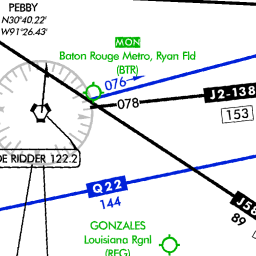 PEBBY
N30°40.22'
W91°26.43'
MON
Baton Rouge Metro, Ryan Fld
(BTR)
076
078
J2-138
153
DE RIDDER 122.2
Q22
144
J58
89
GONZALES
Louisiana Rgnl
(REG)